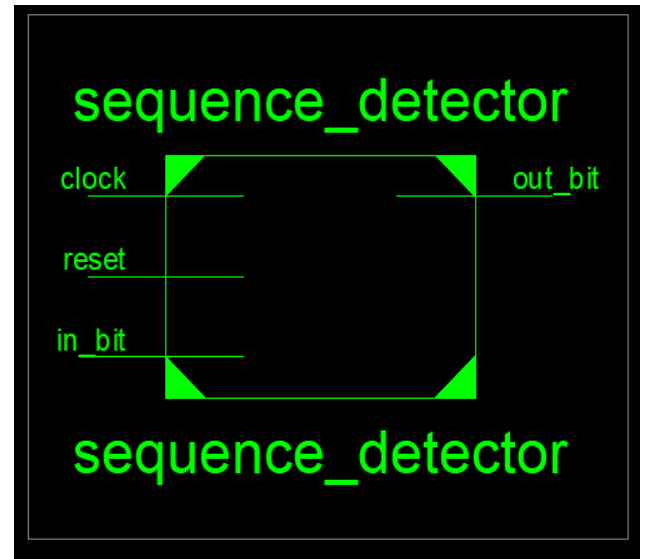 sequence_detector
clock
out_bit
reset
in_bit
sequence_detector